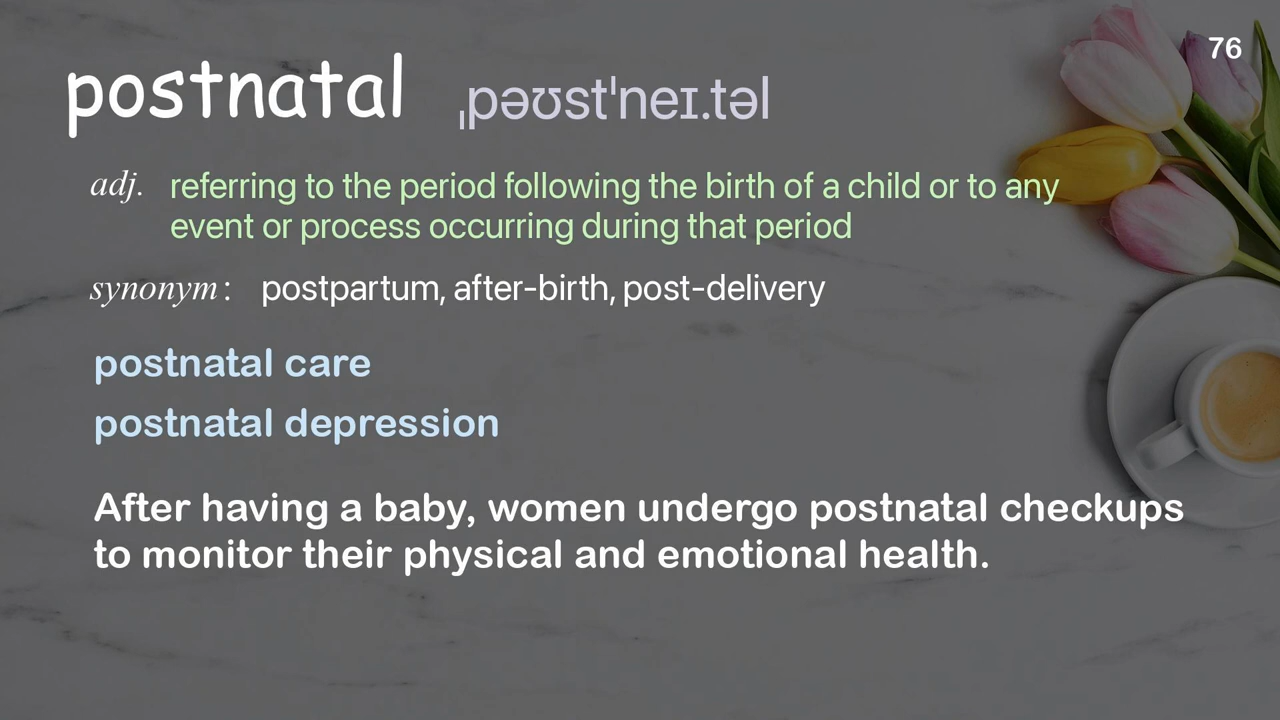 76
postnatal ˌpəʊstˈneɪ.təl
adj. referring to the period following the birth of a child or to any
event or process occurring during that period
synonym: postpartum, after-birth, post-delivery
postnatal care
postnatal depression
After having a baby, women undergo postnatal checkups
to monitor their physical and emotional health.